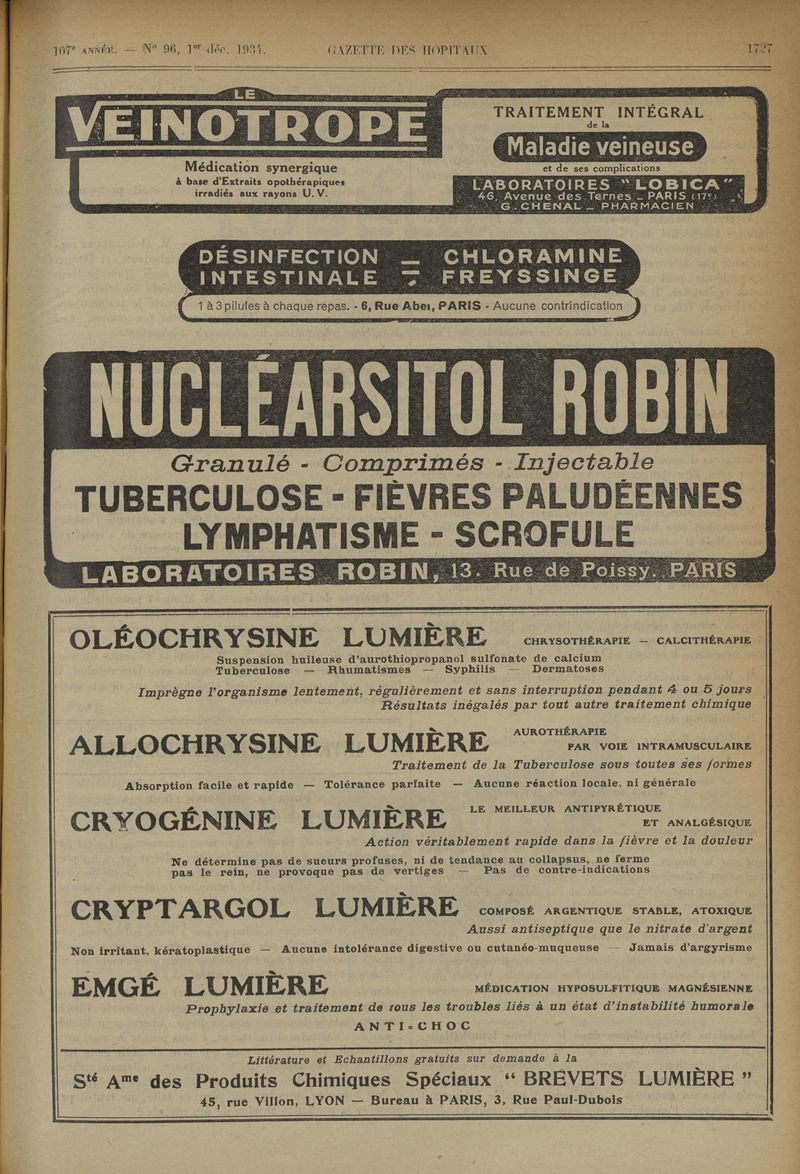 107e ANNÉE. — N° 96, 1er déc. 1934. GAZETTE DES HOPITAUX 1727
LE
VEINOTROPE
Médication synergique
à base d'Extraits opothérapiques
irradiés aux rayons U. V.
TRAITEMENT INTÉGRAL
de la
Maladie veineuse
et de ses complications
LABORATOIRES "LOBICA"
46, Avenue des Ternes _ PARIS (17e)
G. CHENAL _ PHARMACIEN
DÉSINFECTION — CHLORAMINE
INTESTINALE — FREYSSINGE
1 à 3 pilules à chaque repas. - 6, Rue Abel, PARIS - Aucune contrindication
NUCLÉARSITOL ROBIN
Granulé - Comprimés - Injectable
TUBERCULOSE - FIÈVRES PALUDÉENNES
LYMPHATISME - SCROFULE
LABORATOIRES ROBIN, 13. Rue de Poissy. PARIS
OLÉOCHRYSINE LUMIÈRE CHRYSOTHÉRAPIE — CALCITHÉRAPIE
Suspension huileuse d'aurothiopropanol sulfonate de calcium
Tuberculose — Rhumatismes — Syphilis — Dermatoses
Imprègne l'organisme lentement, régulièrement et sans interruption pendant 4 ou 5 jours
Résultats inégalés par tout autre traitement chimique
ALLOCHRYSINE LUMIÈRE AUROTHÉRAPIE
PAR VOIE INTRAMUSCULAIRE
Traitement de la Tuberculose sous toutes ses formes
Absorption facile et rapide — Tolérance parfaite — Aucune réaction locale, ni générale
CRYOGÉNINE LUMIÈRE LE MEILLEUR ANTIPYRÉTIQUE
ET ANALGÉSIQUE
Action véritablement rapide dans la fièvre et la douleur
Ne détermine pas de sueurs profuses, ni de tendance au collapsus, ne ferme
pas le rein, ne provoque pas de vertiges — Pas de contre-indications
CRYPTARGOL LUMIÈRE COMPOSÉ ARGENTIQUE STABLE, ATOXIQUE
Aussi antiseptique que le nitrate d'argent
Non irritant, kératoplastique — Aucune intolérance digestive ou cutanéo-muqueuse — Jamais d'argyrisme
EMGÉ LUMIÈRE MÉDICATION HYPOSULFITIQUE MAGNÉSIENNE
Prophylaxie et traitement de tous les troubles liés à un état d'instabilité humorale
ANTI-CHOC
Littérature et Echantillons gratuits sur demande à la
Sté Ame des Produits Chimiques Spéciaux "BREVETS LUMIÈRE"
45, rue Villon, LYON — Bureau à PARIS, 3, Rue Paul-Dubois